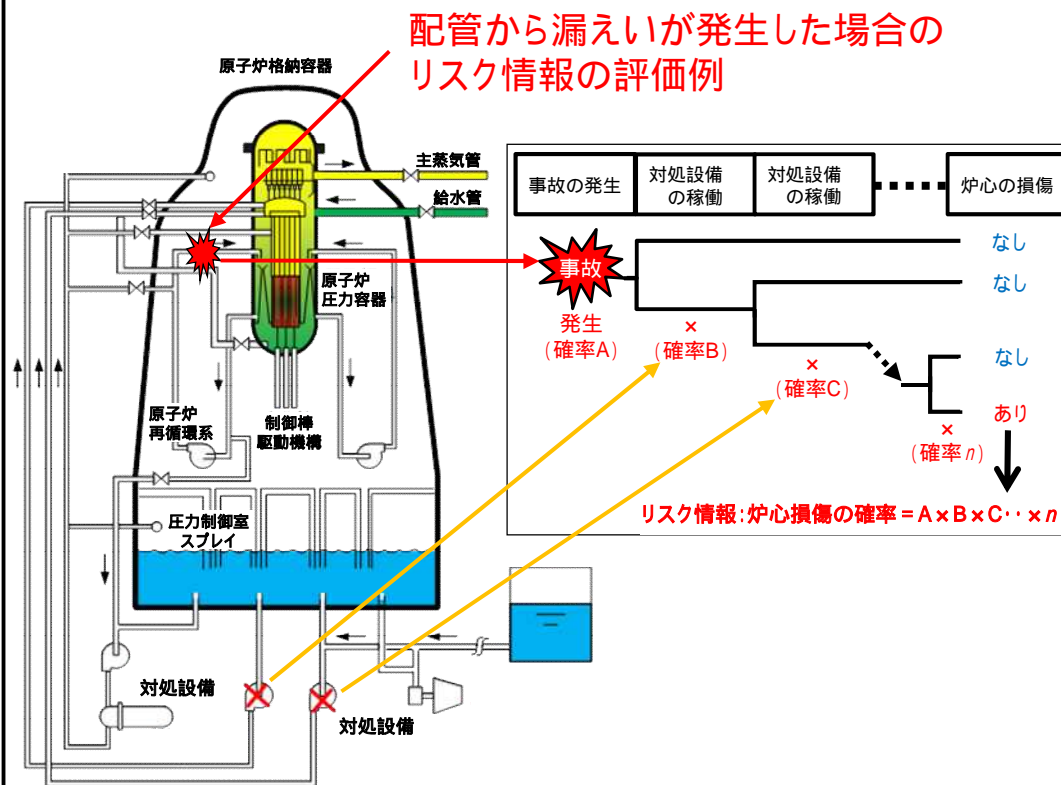 配管から漏えいが発生した場合の
リスク情報の評価例
原子炉格納容器
主蒸気管
給水管
原子炉
圧力容器
原子炉
再循環系
制御棒
駆動機構
圧力制御室
スプレイ
対処設備
対処設備
事故の発生
対処設備
の稼働
対処設備
の稼働
炉心の損傷
事故
発生
(確率A)
×
(確率B)
×
(確率C)
×
(確率n)
なし
なし
なし
あり
リスク情報:炉心損傷の確率=A×B×C‥×n